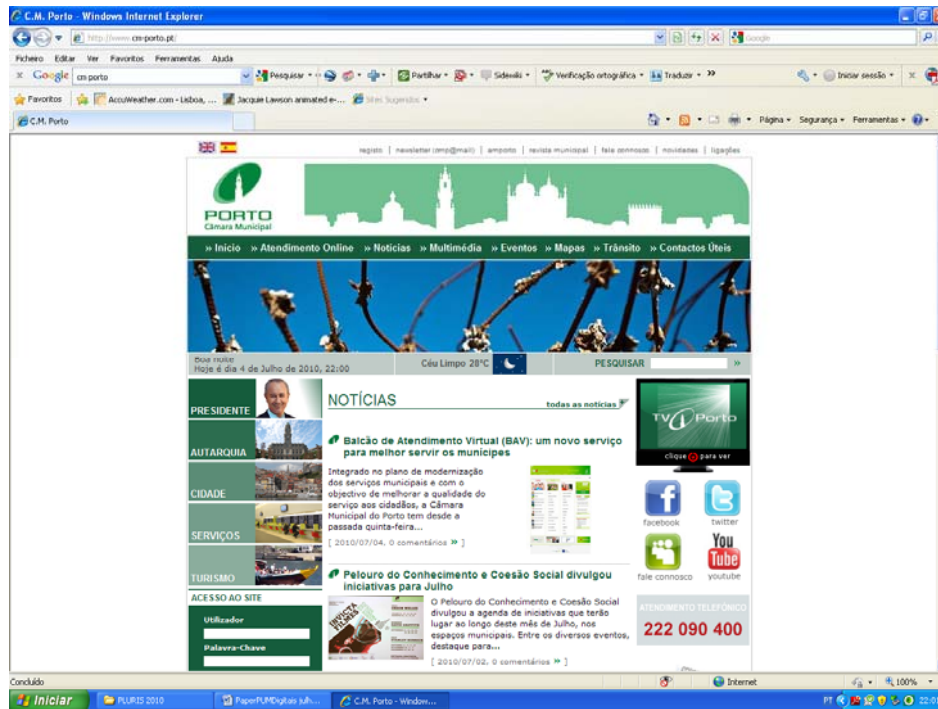 C.M. Porto - Windows Internet Explorer
http://www.cm-porto.pt/
Google
Ficheiro Editar Ver Favoritos Ferramentas Ajuda
x Google cm porto Pesquisar Partilhar Sidewiki Verificação ortográfica Traduzir Iniciar sessão x
Favoritos AccuWeather.com - Lisboa, ... Jacquie Lawson animated e-... Sites Sugeridos
C.M. Porto Página Segurança Ferramentas
registo | newsletter (cmp@mail) | amporto | revista municipal | fale connosco | novidades | ligações
PORTO
Câmara Municipal
» Início » Atendimento Online » Notícias » Multimédia » Eventos » Mapas » Trânsito » Contactos Úteis
Boa noite
Hoje é dia 4 de Julho de 2010, 22:00
Céu Limpo 28°C
PESQUISAR »
PRESIDENTE
AUTARQUIA
CIDADE
SERVIÇOS
TURISMO
ACESSO AO SITE
Utilizador
Palavra-Chave
NOTÍCIAS
todas as notícias
Balcão de Atendimento Virtual (BAV): um novo serviço
para melhor servir os munícipes
Integrado no plano de modernização
dos serviços municipais e com o
objectivo de melhorar a qualidade do
serviço aos cidadãos, a Câmara
Municipal do Porto tem desde a
passada quinta-feira...
[ 2010/07/04, 0 comentários » ]
Pelouro do Conhecimento e Coesão Social divulgou
iniciativas para Julho
INVICTA
FILMES
O Pelouro do Conhecimento e Coesão Social
divulgou a agenda de iniciativas que terão
lugar ao longo deste mês de Julho, nos
espaços municipais. Entre os diversos eventos,
destaque para...
[ 2010/07/02, 0 comentários » ]
TV Porto
clique para ver
facebook twitter
You
Tube
fale connosco youtube
ATENDIMENTO TELEFÓNICO
222 090 400
Concluído Internet 100%
Iniciar PLURIS 2010 PaperPUMDigitais julh... C.M. Porto - Window... PT 22:01